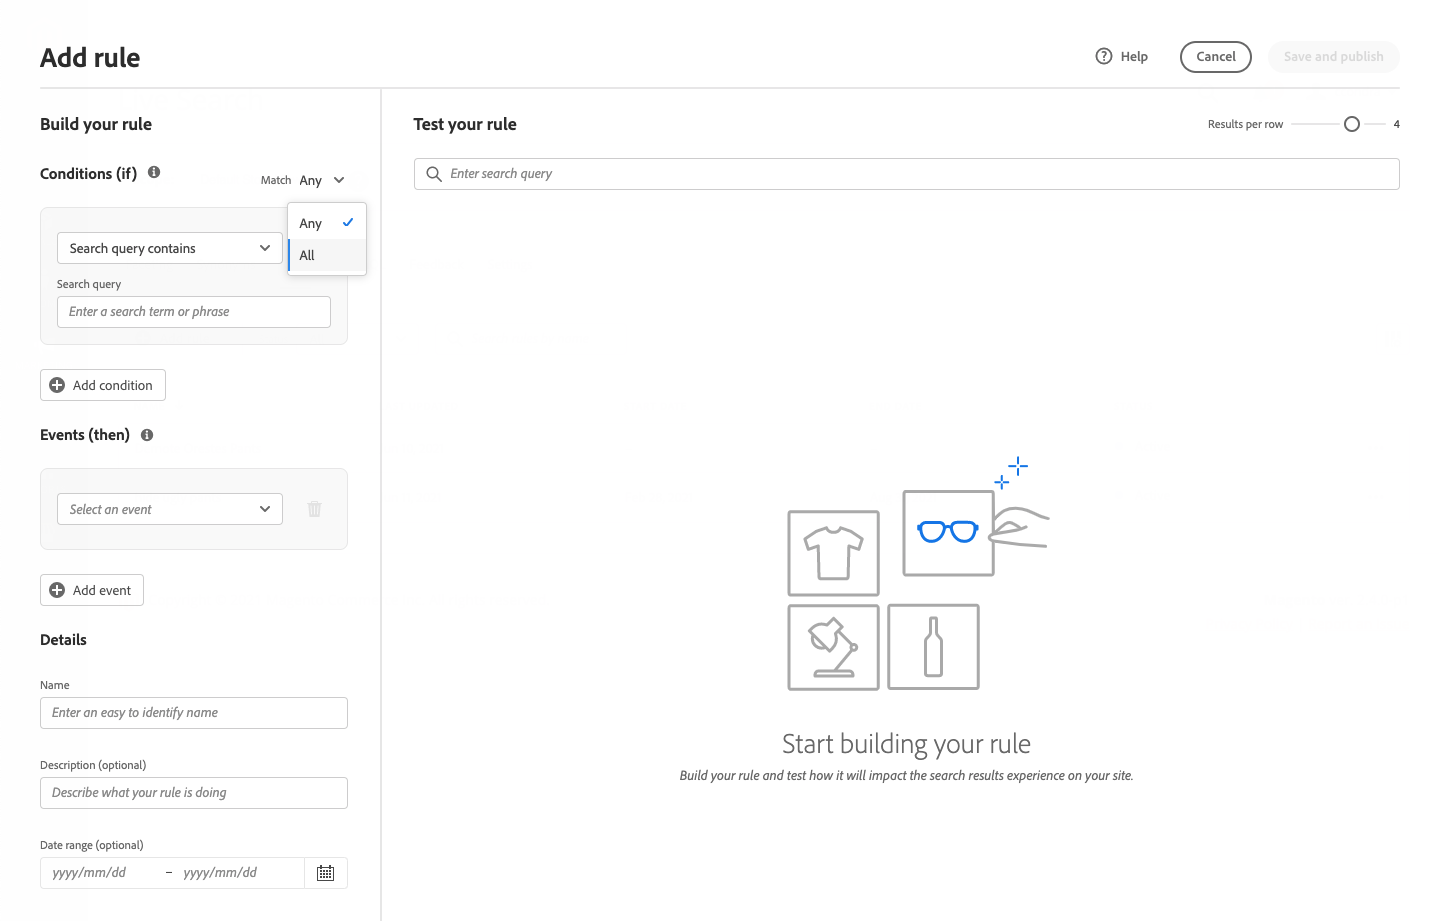 Add rule
Help
Cancel
Save and publish
Build your rule
Conditions (if)
Match Any
Any
All
Search query contains
Search query
Enter a search term or phrase
Add condition
Events (then)
Select an event
Add event
Details
Name
Enter an easy to identify name
Description (optional)
Describe what your rule is doing
Date range (optional)
yyyy/mm/dd – yyyy/mm/dd
Test your rule
Results per row 4
Enter search query
Start building your rule
Build your rule and test how it will impact the search results experience on your site.